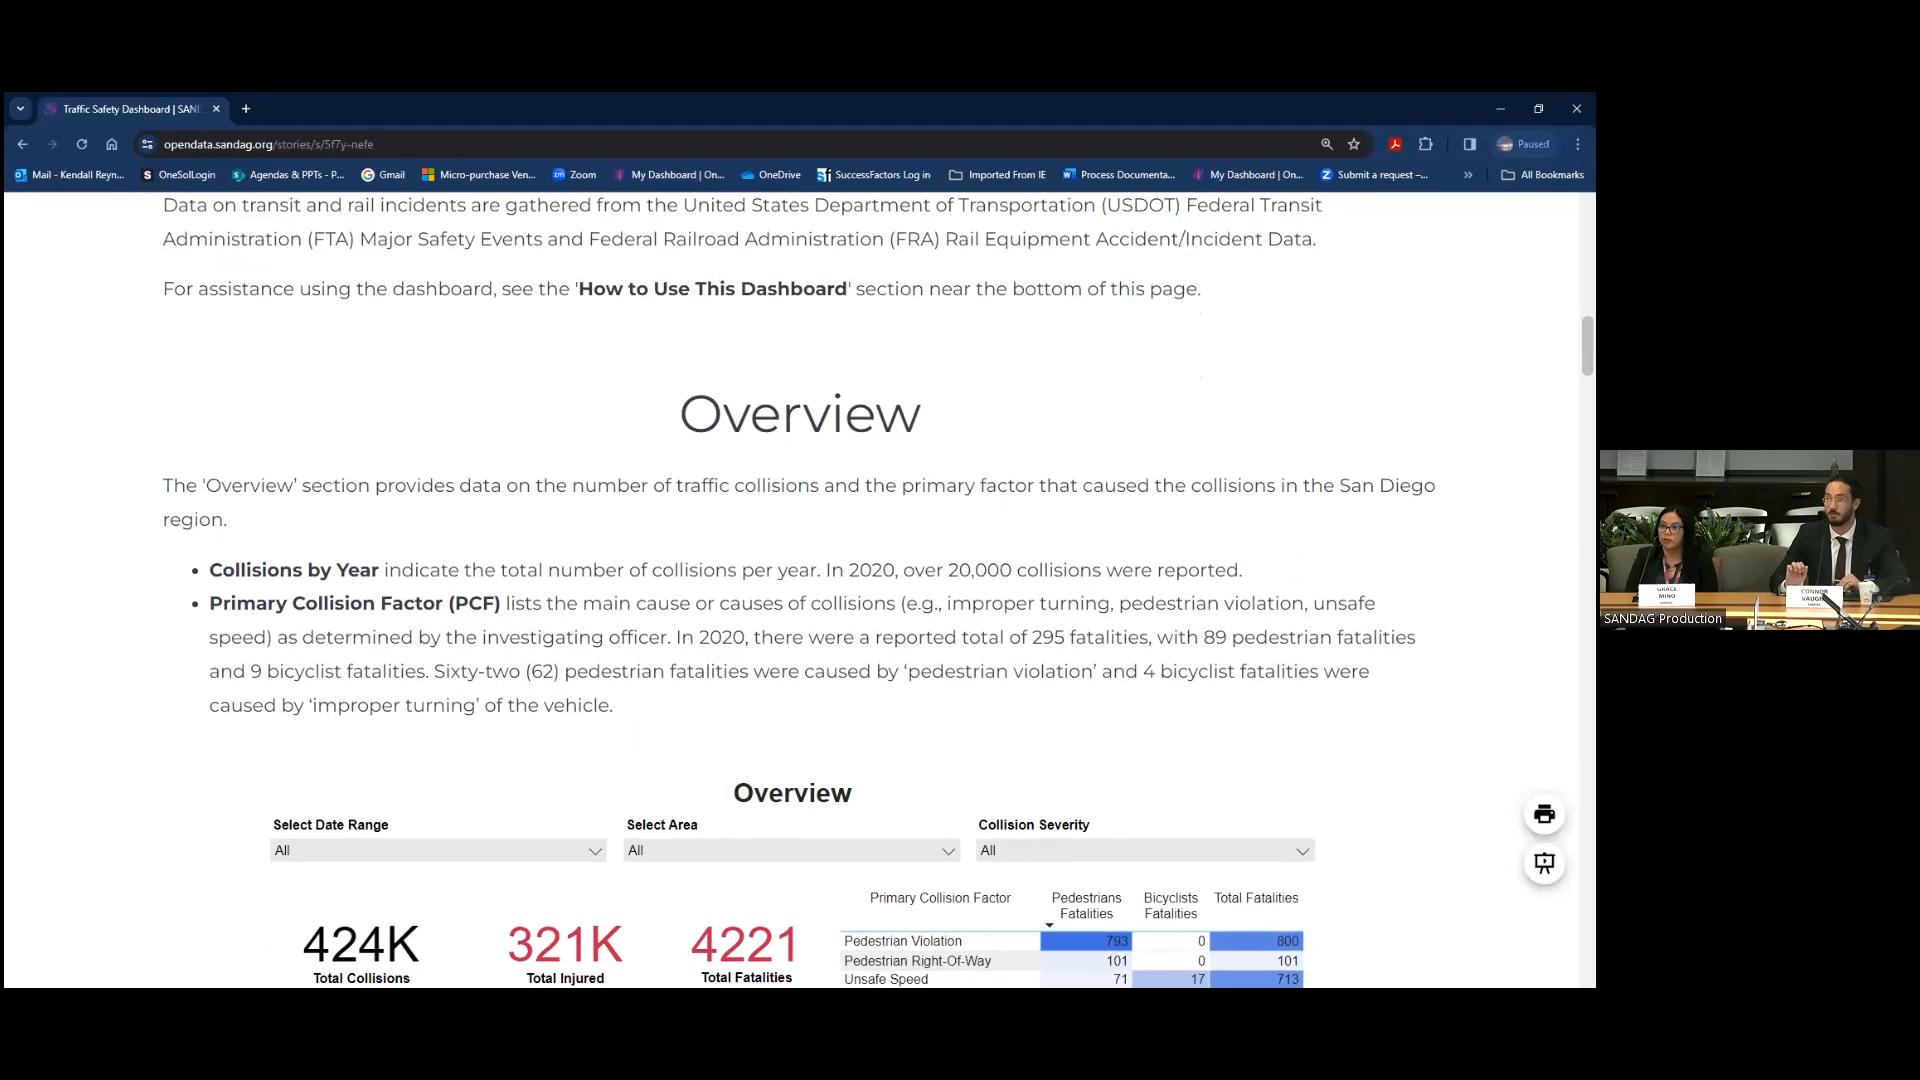 Traffic Safety Dashboard | SAN
opendata.sandag.org/stories/s/5f7y-nefe
Paused
Mail - Kendall Reyn...
OneSolLogin
Agendas & PPTs - P...
Gmail
Micro-purchase Ven...
Zoom
My Dashboard | On...
OneDrive
SuccessFactors Log in
Imported From IE
Process Documenta...
My Dashboard | On...
Submit a request –...
All Bookmarks
Data on transit and rail incidents are gathered from the United States Department of Transportation (USDOT) Federal Transit
Administration (FTA) Major Safety Events and Federal Railroad Administration (FRA) Rail Equipment Accident/Incident Data.
For assistance using the dashboard, see the 'How to Use This Dashboard' section near the bottom of this page.
Overview
The 'Overview' section provides data on the number of traffic collisions and the primary factor that caused the collisions in the San Diego
region.
• Collisions by Year indicate the total number of collisions per year. In 2020, over 20,000 collisions were reported.
• Primary Collision Factor (PCF) lists the main cause or causes of collisions (e.g., improper turning, pedestrian violation, unsafe
speed) as determined by the investigating officer. In 2020, there were a reported total of 295 fatalities, with 89 pedestrian fatalities
and 9 bicyclist fatalities. Sixty-two (62) pedestrian fatalities were caused by ‘pedestrian violation’ and 4 bicyclist fatalities were
caused by ‘improper turning’ of the vehicle.
Overview
Select Date Range
All
Select Area
All
Collision Severity
All
424K
Total Collisions
321K
Total Injured
4221
Total Fatalities
Primary Collision Factor Pedestrians Fatalities Bicyclists Fatalities Total Fatalities
Pedestrian Violation 793 0 800
Pedestrian Right-Of-Way 101 0 101
Unsafe Speed 71 17 713
GRACE
MINO
CONNOR
SANDAG Production